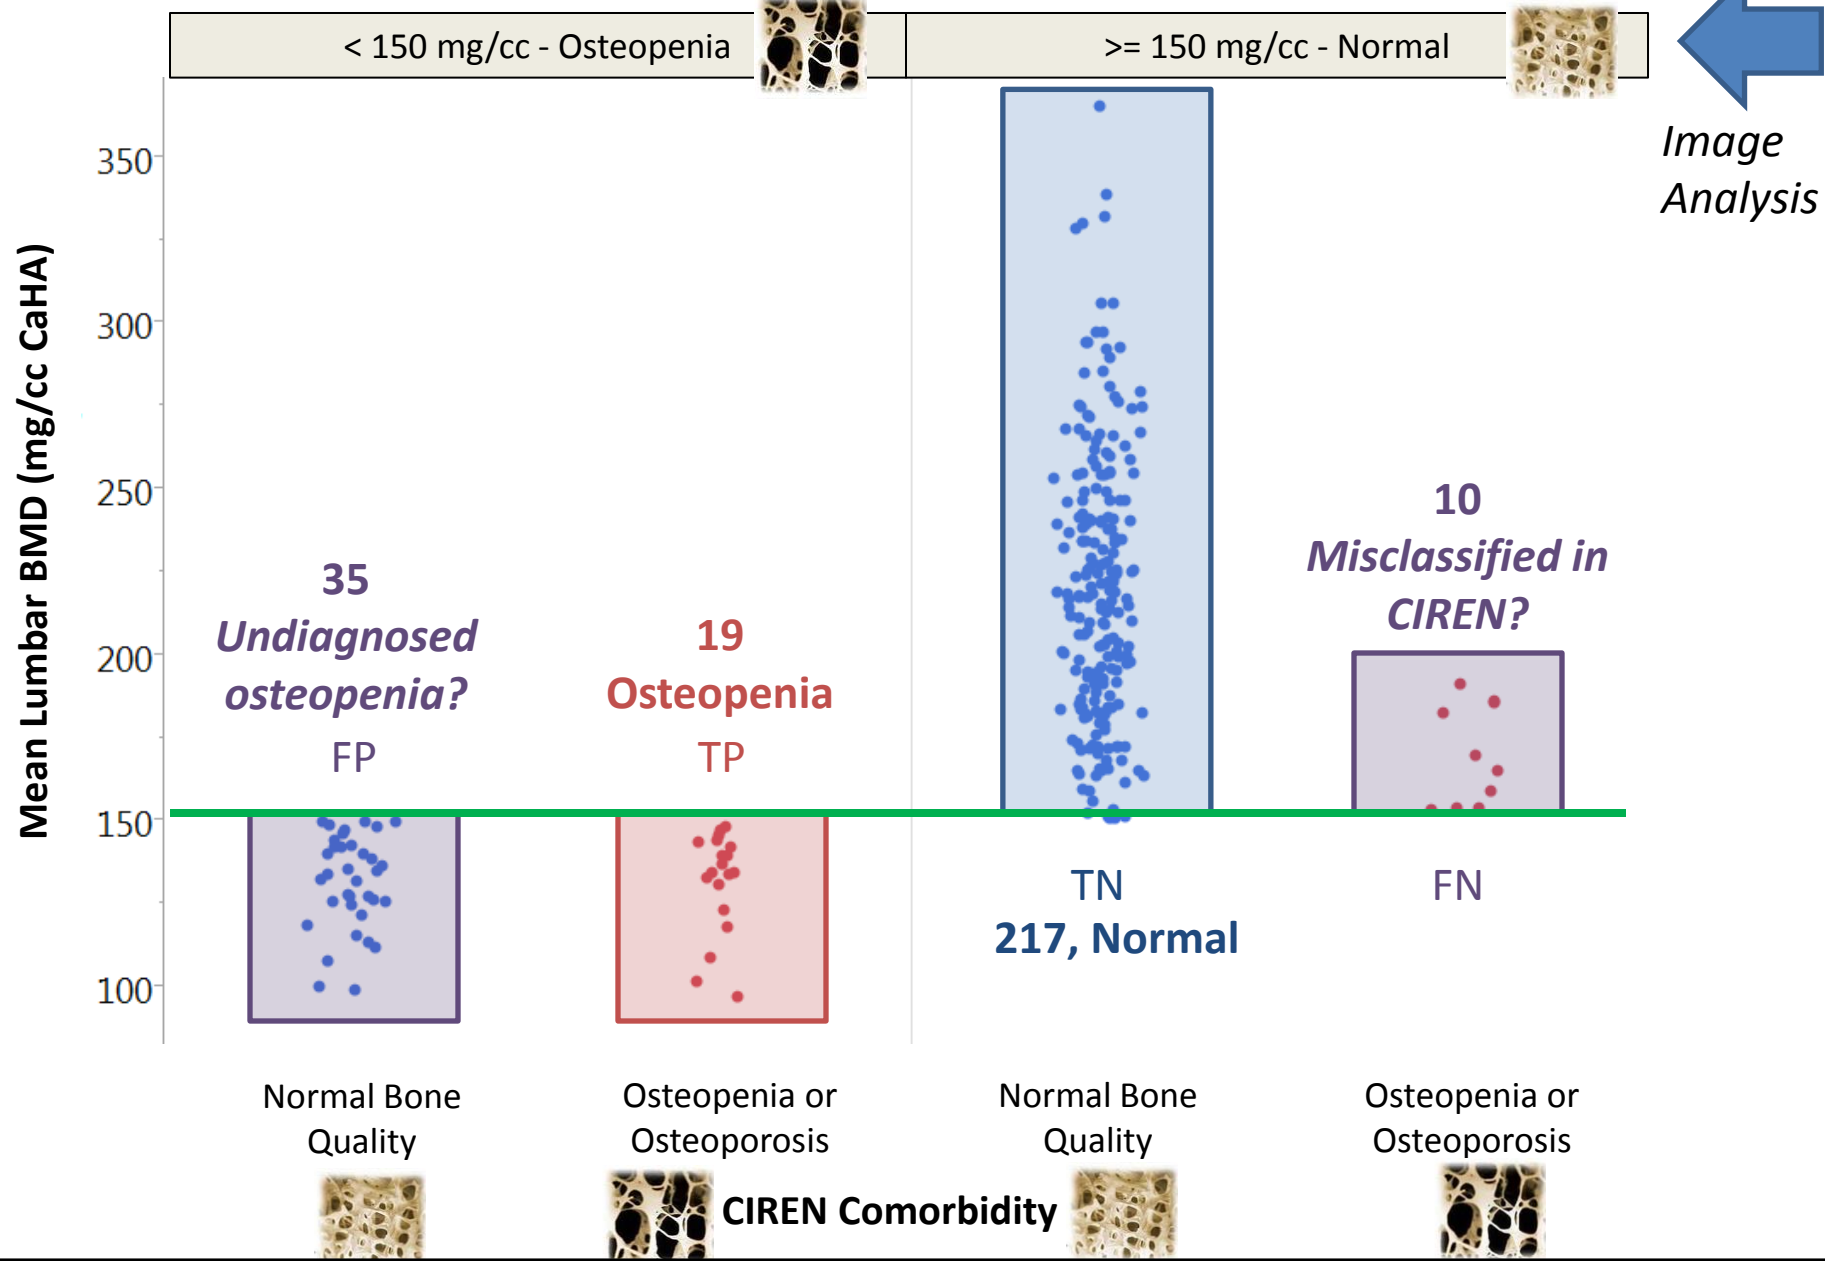 < 150 mg/cc - Osteopenia
>= 150 mg/cc - Normal
Image
Analysis
Mean Lumbar BMD (mg/cc CaHA)
350
300
250
200
150
100
35
Undiagnosed
osteopenia?
FP
19
Osteopenia
TP
TN
217, Normal
10
Misclassified in
CIREN?
FN
Normal Bone
Quality
Osteopenia or
Osteoporosis
Normal Bone
Quality
Osteopenia or
Osteoporosis
CIREN Comorbidity